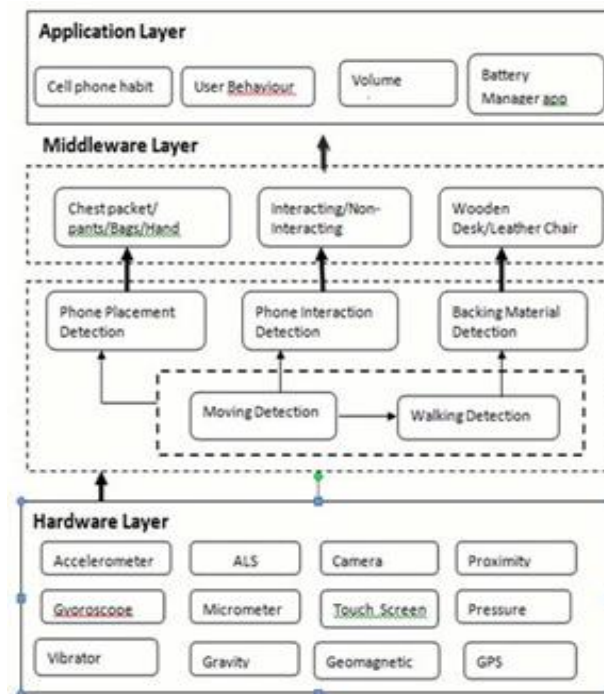 Application Layer
Cell phone habit
User Behaviour
Volume
Battery
Manager app
Middleware Layer
Chest packet/
pants/Bags/Hand
Interacting/Non-
Interacting
Wooden
Desk/Leather Chair
Phone Placement
Detection
Phone Interaction
Detection
Backing Material
Detection
Moving Detection
Walking Detection
Hardware Layer
Accelerometer
ALS
Camera
Proximity
Gvoroscope
Micrometer
Touch Screen
Pressure
Vibrator
Gravity
Geomagnetic
GPS